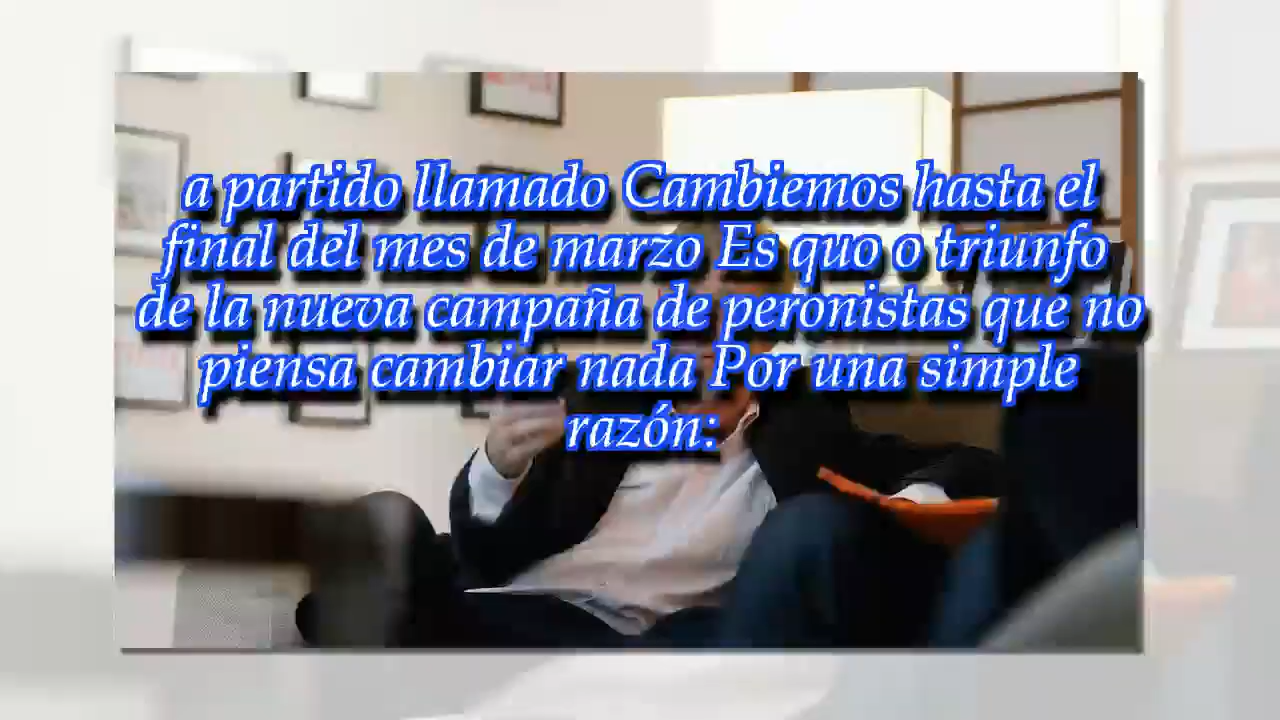 a partido llamado Cambiemos hasta el
final del mes de marzo Es quo o triunfo
de la nueva campaña de peronistas que no
piensa cambiar nada Por una simple
razón: